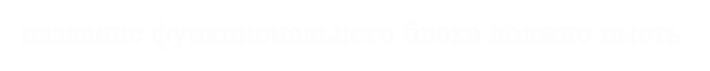 название функционального блока должно иметь